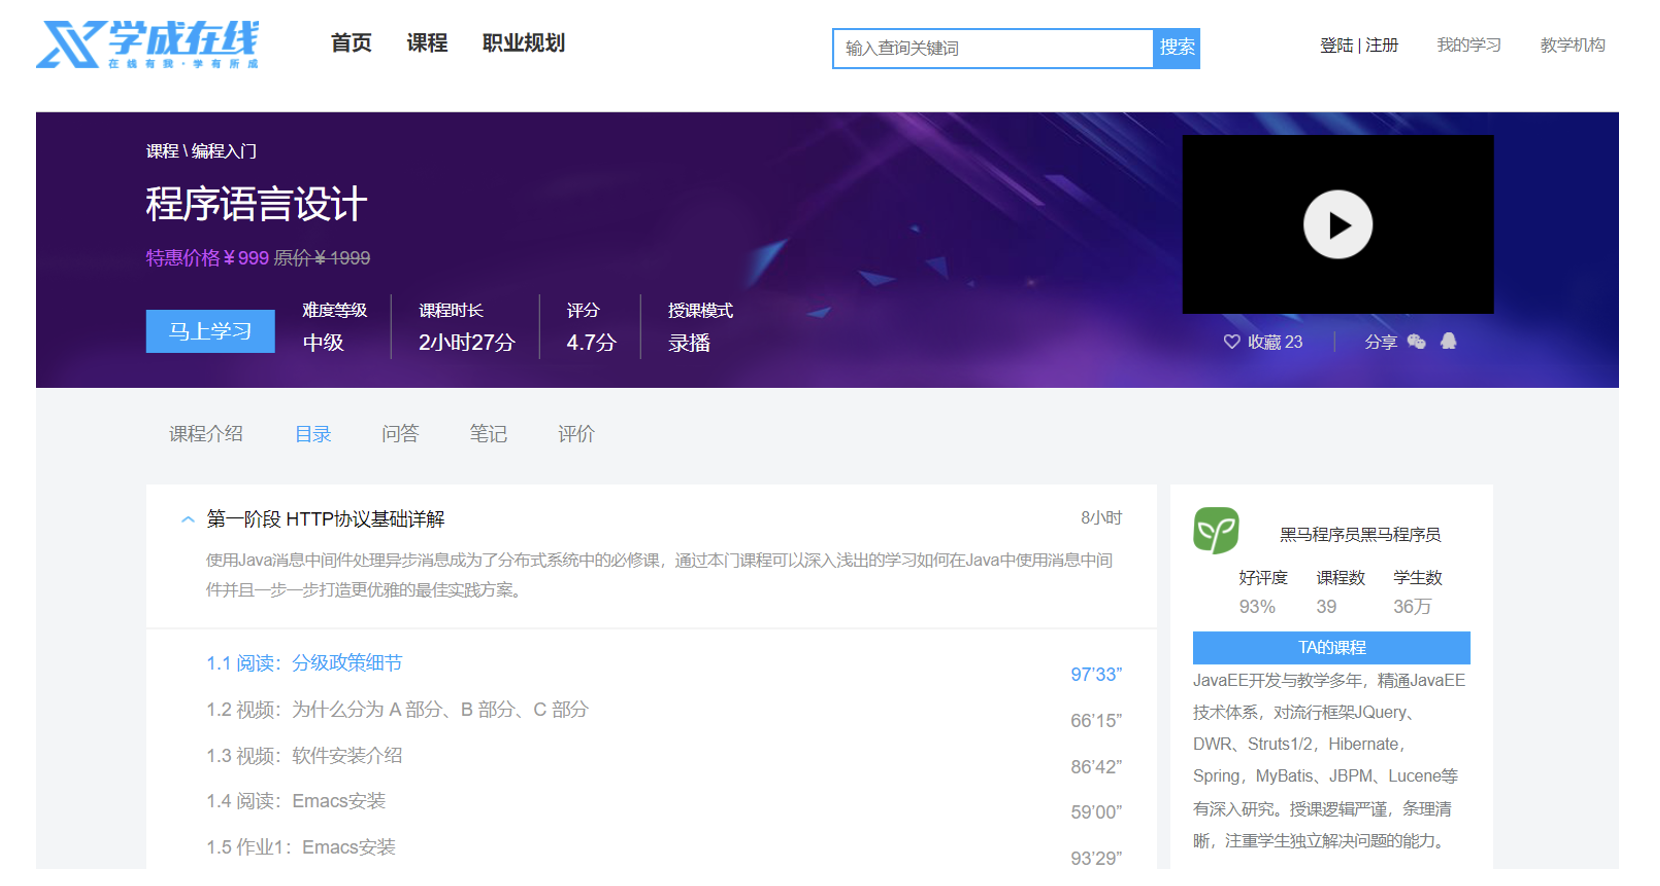 学成在线
在线有我·学有所成
首页 课程 职业规划
输入查询关键词 搜索
登陆 | 注册 我的学习 教学机构
课程 \ 编程入门
程序语言设计
特惠价格￥999 原价￥1999
马上学习
难度等级 课程时长 评分 授课模式
中级 2小时27分 4.7分 录播
收藏 23 分享
课程介绍 目录 问答 笔记 评价
第一阶段 HTTP协议基础详解 8小时
使用Java消息中间件处理异步消息成为了分布式系统中的必修课，通过本门课程可以深入浅出的学习如何在Java中使用消息中间
件并且一步一步打造更优雅的最佳实践方案。
1.1 阅读：分级政策细节 97’33”
1.2 视频：为什么分为 A 部分、B 部分、C 部分 66’15”
1.3 视频：软件安装介绍 86’42”
1.4 阅读：Emacs安装 59’00”
1.5 作业1：Emacs安装 93’29”
黑马程序员黑马程序员
好评度 课程数 学生数
93% 39 36万
TA的课程
JavaEE开发与教学多年，精通JavaEE
技术体系，对流行框架JQuery、
DWR、Struts1/2，Hibernate，
Spring，MyBatis、JBPM、Lucene等
有深入研究。授课逻辑严谨，条理清
晰，注重学生独立解决问题的能力。